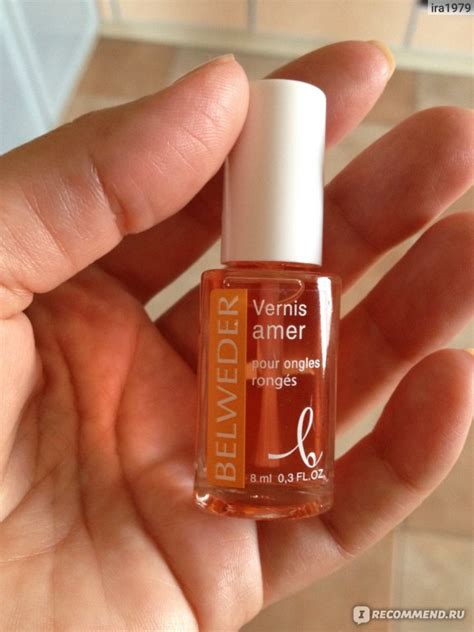 ira1979
BELWEDER
Vernis
amer
pour ongles
rongés
b
8 ml 0,3 FL.OZ.
I RECOMMEND.RU